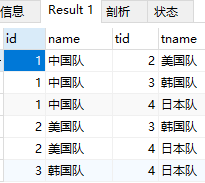 信息 Result 1 剖析 状态
id name tid tname
1 中国队 2 美国队
1 中国队 3 韩国队
1 中国队 4 日本队
2 美国队 3 韩国队
2 美国队 4 日本队
3 韩国队 4 日本队